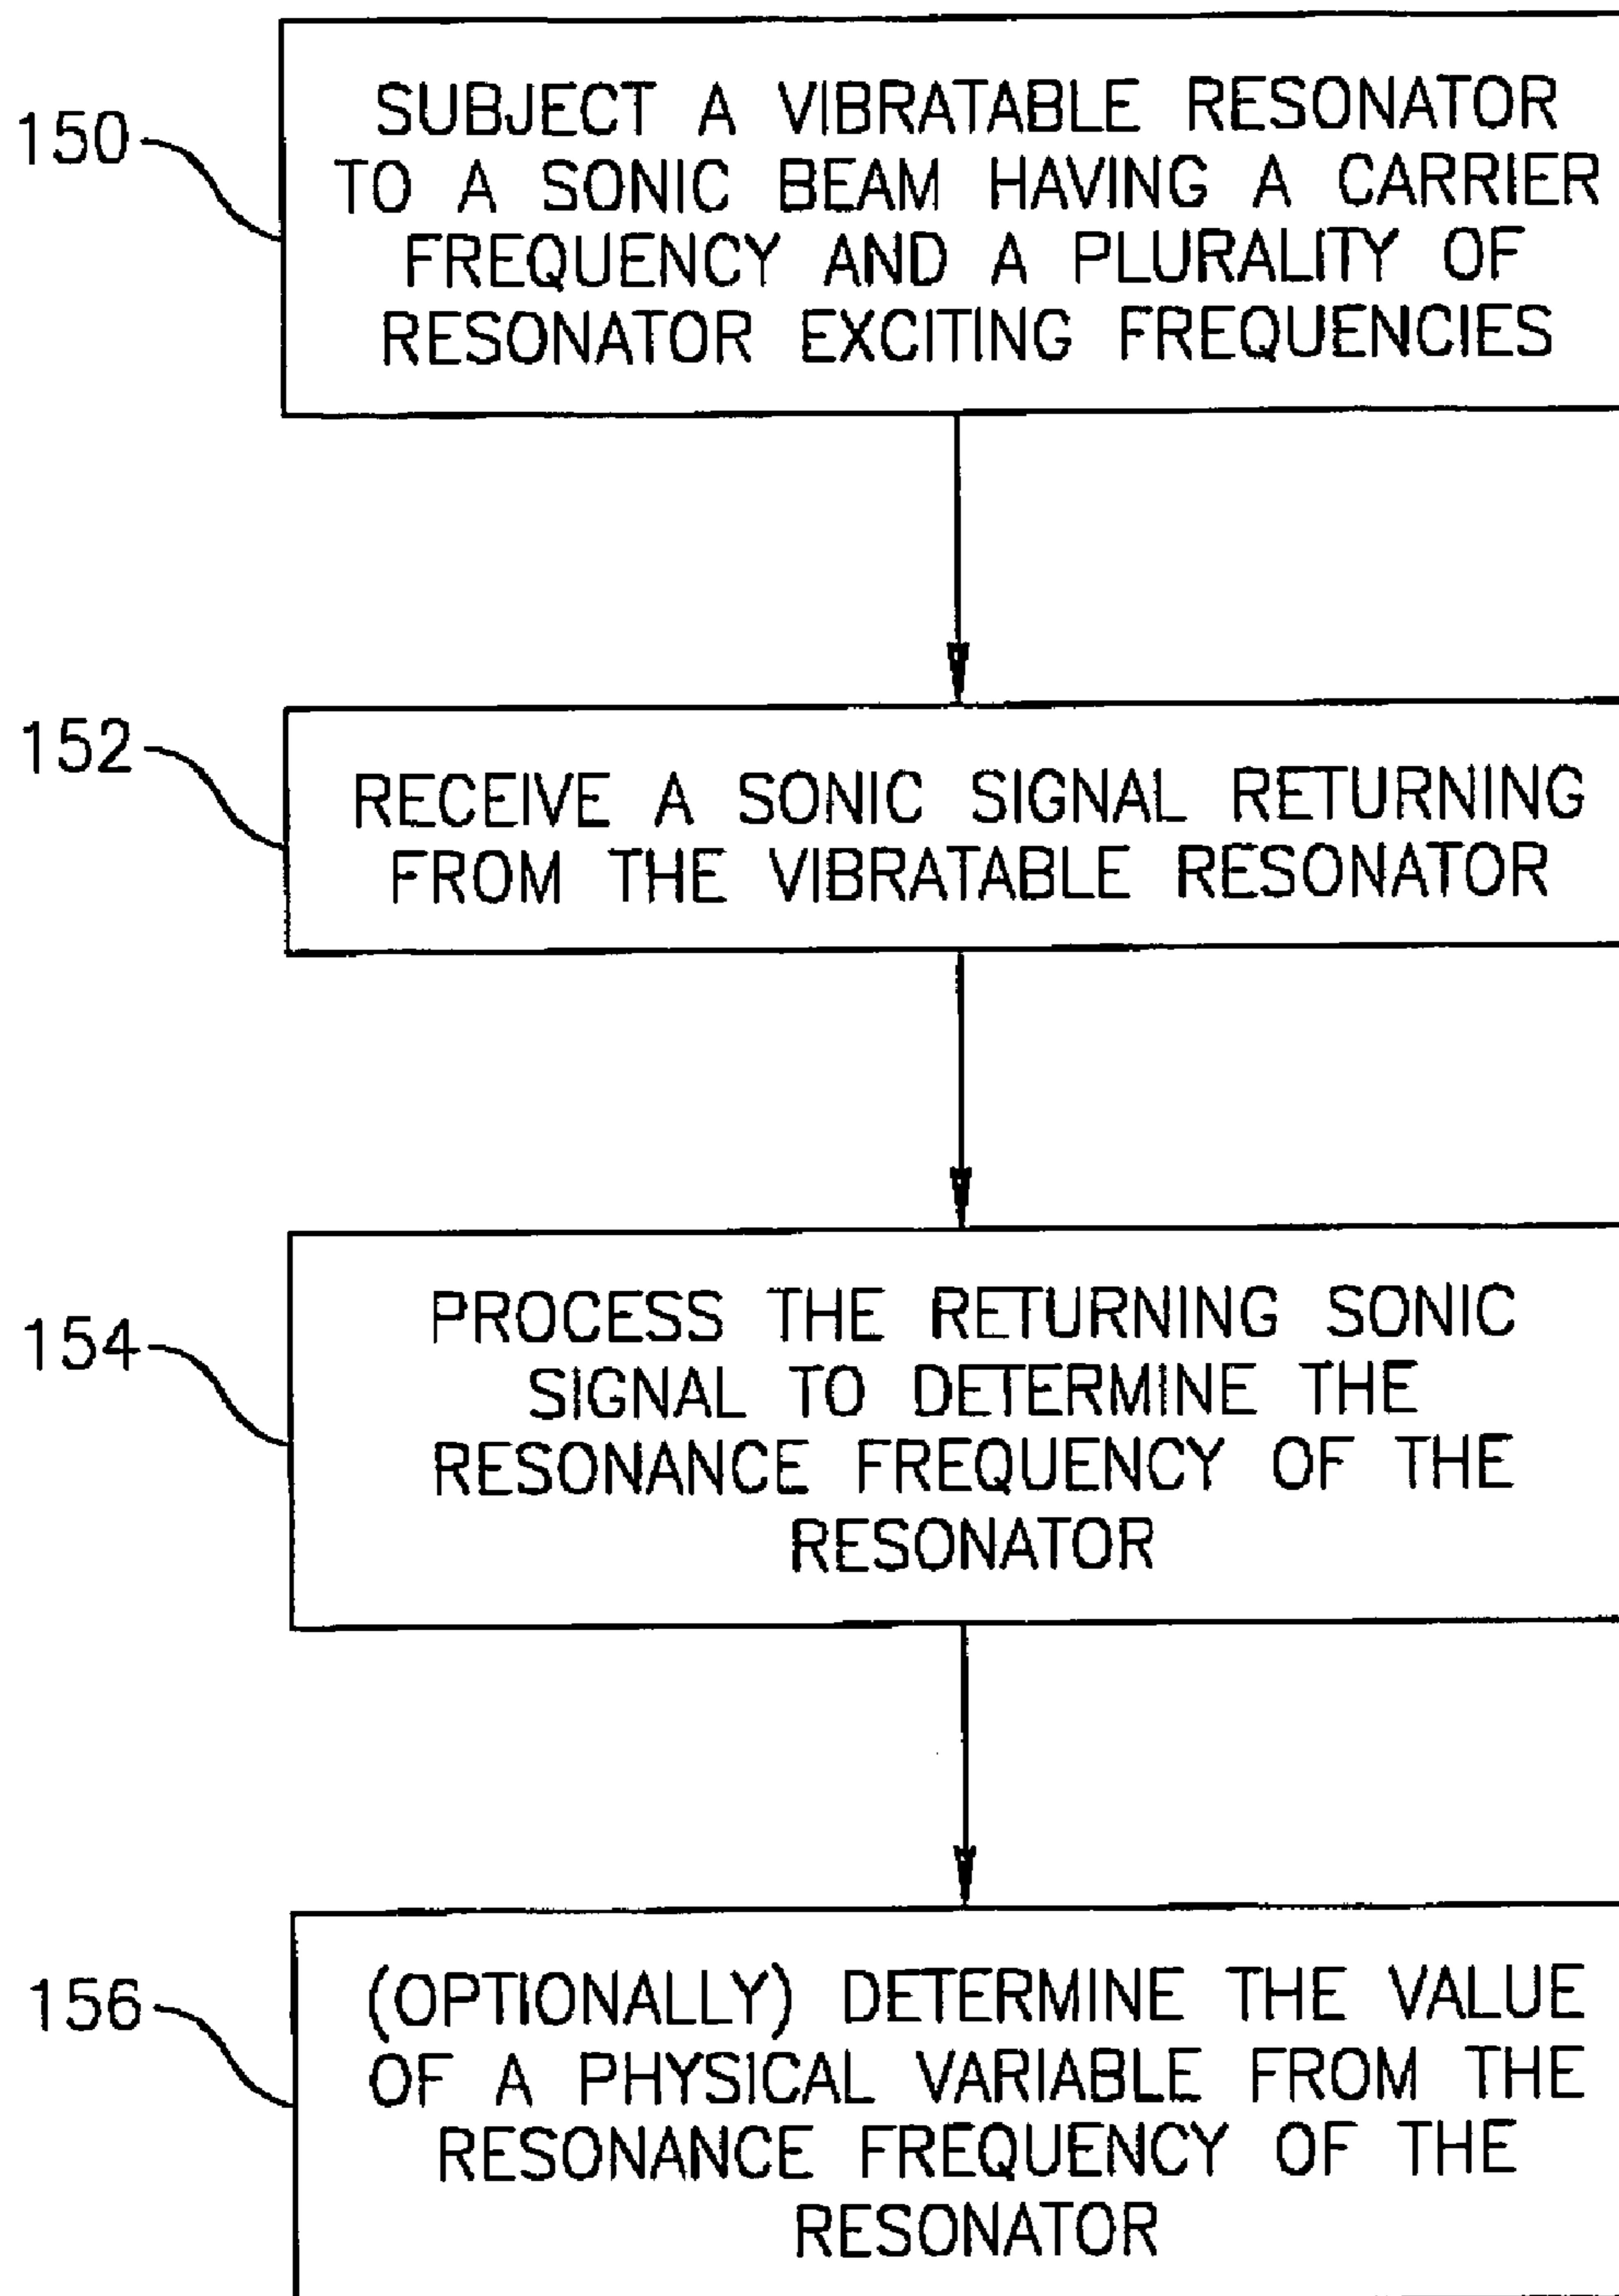 150
SUBJECT A VIBRATABLE RESONATOR
TO A SONIC BEAM HAVING A CARRIER
FREQUENCY AND A PLURALITY OF
RESONATOR EXCITING FREQUENCIES
152
RECEIVE A SONIC SIGNAL RETURNING
FROM THE VIBRATABLE RESONATOR
154
PROCESS THE RETURNING SONIC
SIGNAL TO DETERMINE THE
RESONANCE FREQUENCY OF THE
RESONATOR
156
(OPTIONALLY) DETERMINE THE VALUE
OF A PHYSICAL VARIABLE FROM THE
RESONANCE FREQUENCY OF THE
RESONATOR